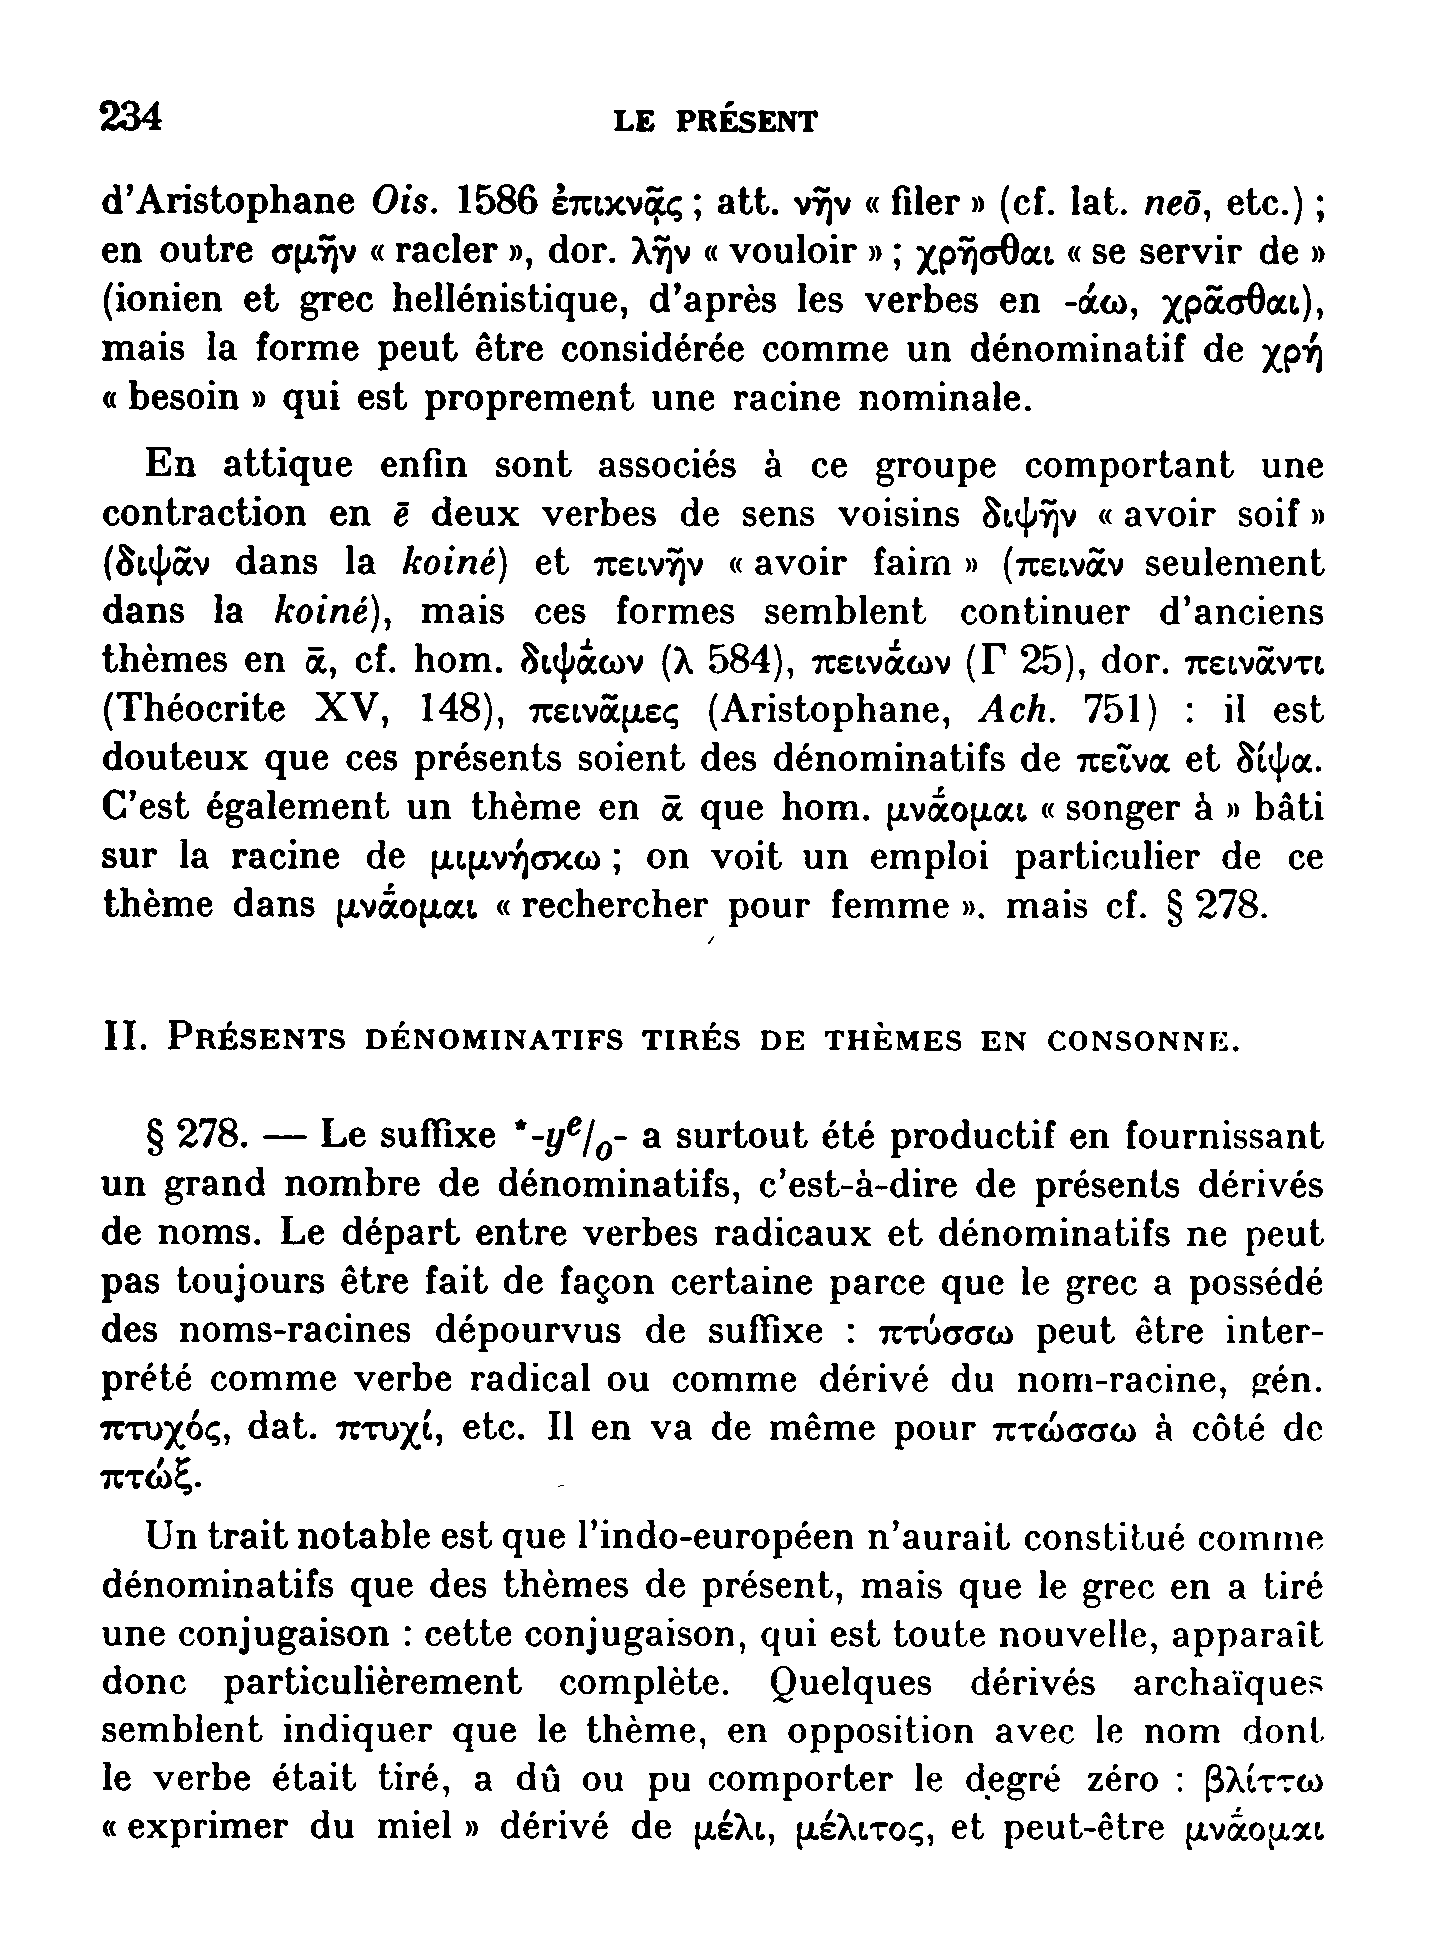 234 LE PRÉSENT
d'Aristophane Ois. 1586 ἐπικνᾷς ; att. νῆν « filer » (cf. lat. neō, etc.) ;
en outre σμῆν « racler », dor. λῆν « vouloir » ; χρῆσθαι « se servir de »
(ionien et grec hellénistique, d'après les verbes en -άω, χρᾶσθαι),
mais la forme peut être considérée comme un dénominatif de χρή
« besoin » qui est proprement une racine nominale.
En attique enfin sont associés à ce groupe comportant une
contraction en ē deux verbes de sens voisins διψῆν « avoir soif »
(διψᾶν dans la koiné) et πεινῆν « avoir faim » (πεινᾶν seulement
dans la koiné), mais ces formes semblent continuer d'anciens
thèmes en ᾱ, cf. hom. διψᾱ́ων (λ 584), πεινᾱ́ων (Γ 25), dor. πεινᾶντι
(Théocrite XV, 148), πεινᾶμες (Aristophane, Ach. 751) : il est
douteux que ces présents soient des dénominatifs de πεῖνα et δίψα.
C'est également un thème en ᾱ que hom. μνᾱ́ομαι « songer à » bâti
sur la racine de μιμνήσκω ; on voit un emploi particulier de ce
thème dans μνᾱ́ομαι « rechercher pour femme ». mais cf. § 278.
II. PRÉSENTS DÉNOMINATIFS TIRÉS DE THÈMES EN CONSONNE.
§ 278. — Le suffixe *-yᵉ/ₒ- a surtout été productif en fournissant
un grand nombre de dénominatifs, c'est-à-dire de présents dérivés
de noms. Le départ entre verbes radicaux et dénominatifs ne peut
pas toujours être fait de façon certaine parce que le grec a possédé
des noms-racines dépourvus de suffixe : πτύσσω peut être inter-
prété comme verbe radical ou comme dérivé du nom-racine, gén.
πτυχός, dat. πτυχί, etc. Il en va de même pour πτώσσω à côté de
πτώξ.
Un trait notable est que l'indo-européen n'aurait constitué comme
dénominatifs que des thèmes de présent, mais que le grec en a tiré
une conjugaison : cette conjugaison, qui est toute nouvelle, apparaît
donc particulièrement complète. Quelques dérivés archaïques
semblent indiquer que le thème, en opposition avec le nom dont
le verbe était tiré, a dû ou pu comporter le degré zéro : βλίττω
« exprimer du miel » dérivé de μέλι, μέλιτος, et peut-être μνᾱ́ομαι